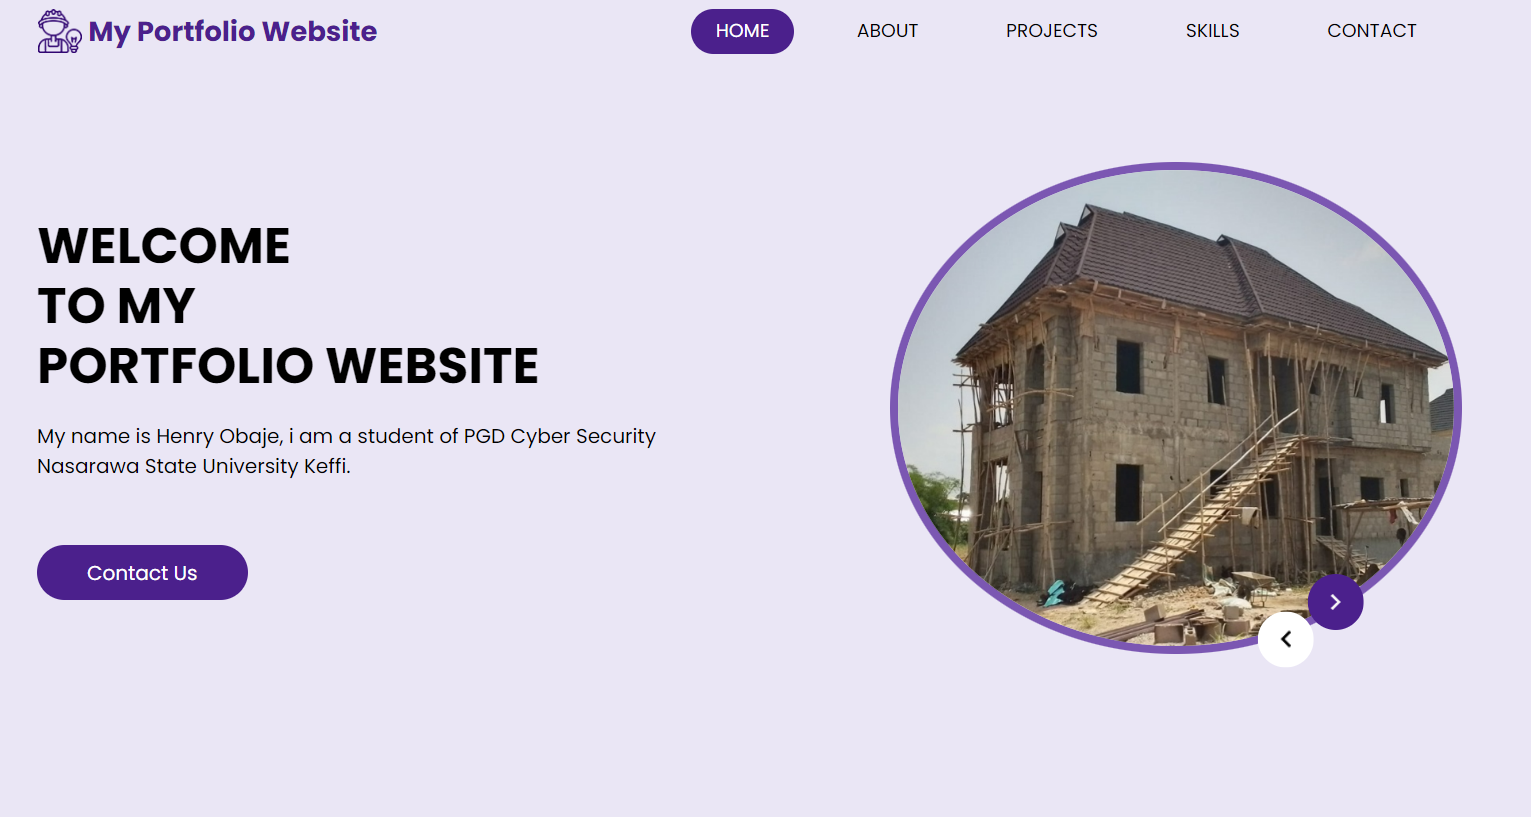 My Portfolio Website
HOME
ABOUT
PROJECTS
SKILLS
CONTACT
WELCOME
TO MY
PORTFOLIO WEBSITE
My name is Henry Obaje, i am a student of PGD Cyber Security
Nasarawa State University Keffi.
Contact Us